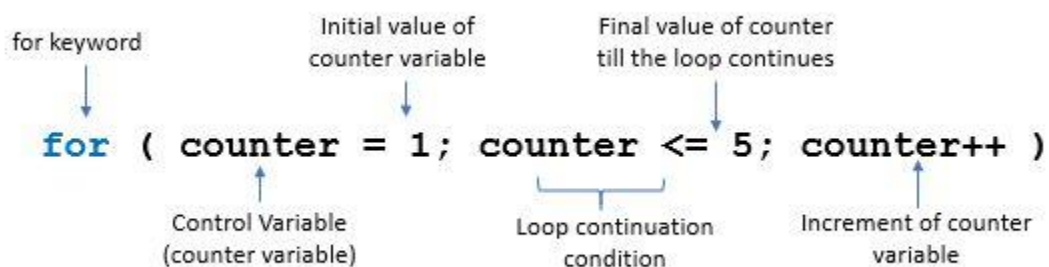 for keyword
Initial value of
counter variable
Final value of counter
till the loop continues
for ( counter = 1; counter <= 5; counter++ )
Control Variable
(counter variable)
Loop continuation
condition
Increment of counter
variable